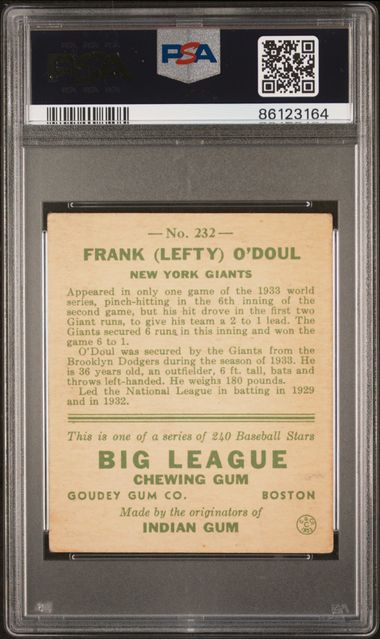 PSA
PSA
86123164
— No. 232 —
FRANK (LEFTY) O'DOUL
NEW YORK GIANTS
Appeared in only one game of the 1933 world
series, pinch-hitting in the 6th inning of the
second game, but his hit drove in the first two
Giant runs, to give his team a 2 to 1 lead. The
Giants secured 6 runs in this inning and won the
game 6 to 1.
O'Doul was secured by the Giants from the
Brooklyn Dodgers during the season of 1933. He
is 36 years old, an outfielder, 6 ft. tall, bats and
throws left-handed. He weighs 180 pounds.
Led the National League in batting in 1929
and in 1932.
This is one of a series of 240 Baseball Stars
BIG LEAGUE
CHEWING GUM
GOUDEY GUM CO. BOSTON
Made by the originators of
INDIAN GUM